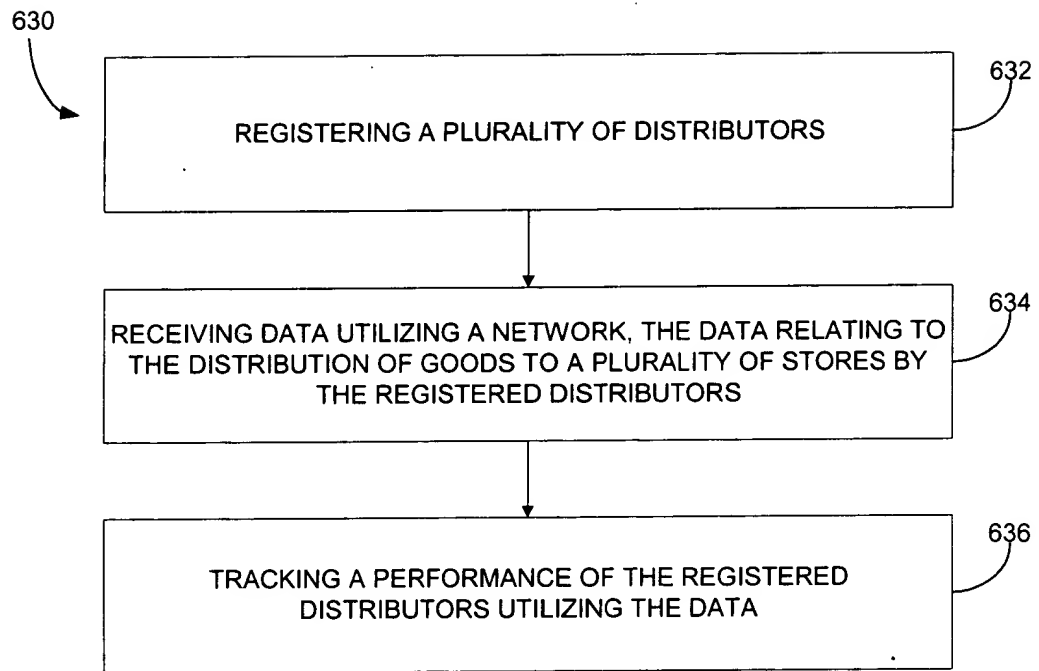 630
632
REGISTERING A PLURALITY OF DISTRIBUTORS
634
RECEIVING DATA UTILIZING A NETWORK, THE DATA RELATING TO
THE DISTRIBUTION OF GOODS TO A PLURALITY OF STORES BY
THE REGISTERED DISTRIBUTORS
636
TRACKING A PERFORMANCE OF THE REGISTERED
DISTRIBUTORS UTILIZING THE DATA